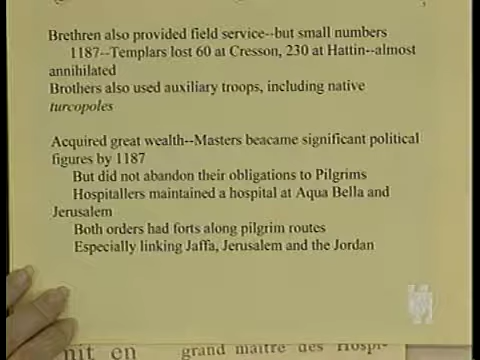 Brethren also provided field service--but small numbers
1187--Templars lost 60 at Cresson, 230 at Hattin--almost
annihilated
Brothers also used auxiliary troops, including native
turcopoles
Acquired great wealth--Masters beacame significant political
figures by 1187
But did not abandon their obligations to Pilgrims
Hospitallers maintained a hospital at Aqua Bella and
Jerusalem
Both orders had forts along pilgrim routes
Especially linking Jaffa, Jerusalem and the Jordan
nit en grand maitre des Hospi-